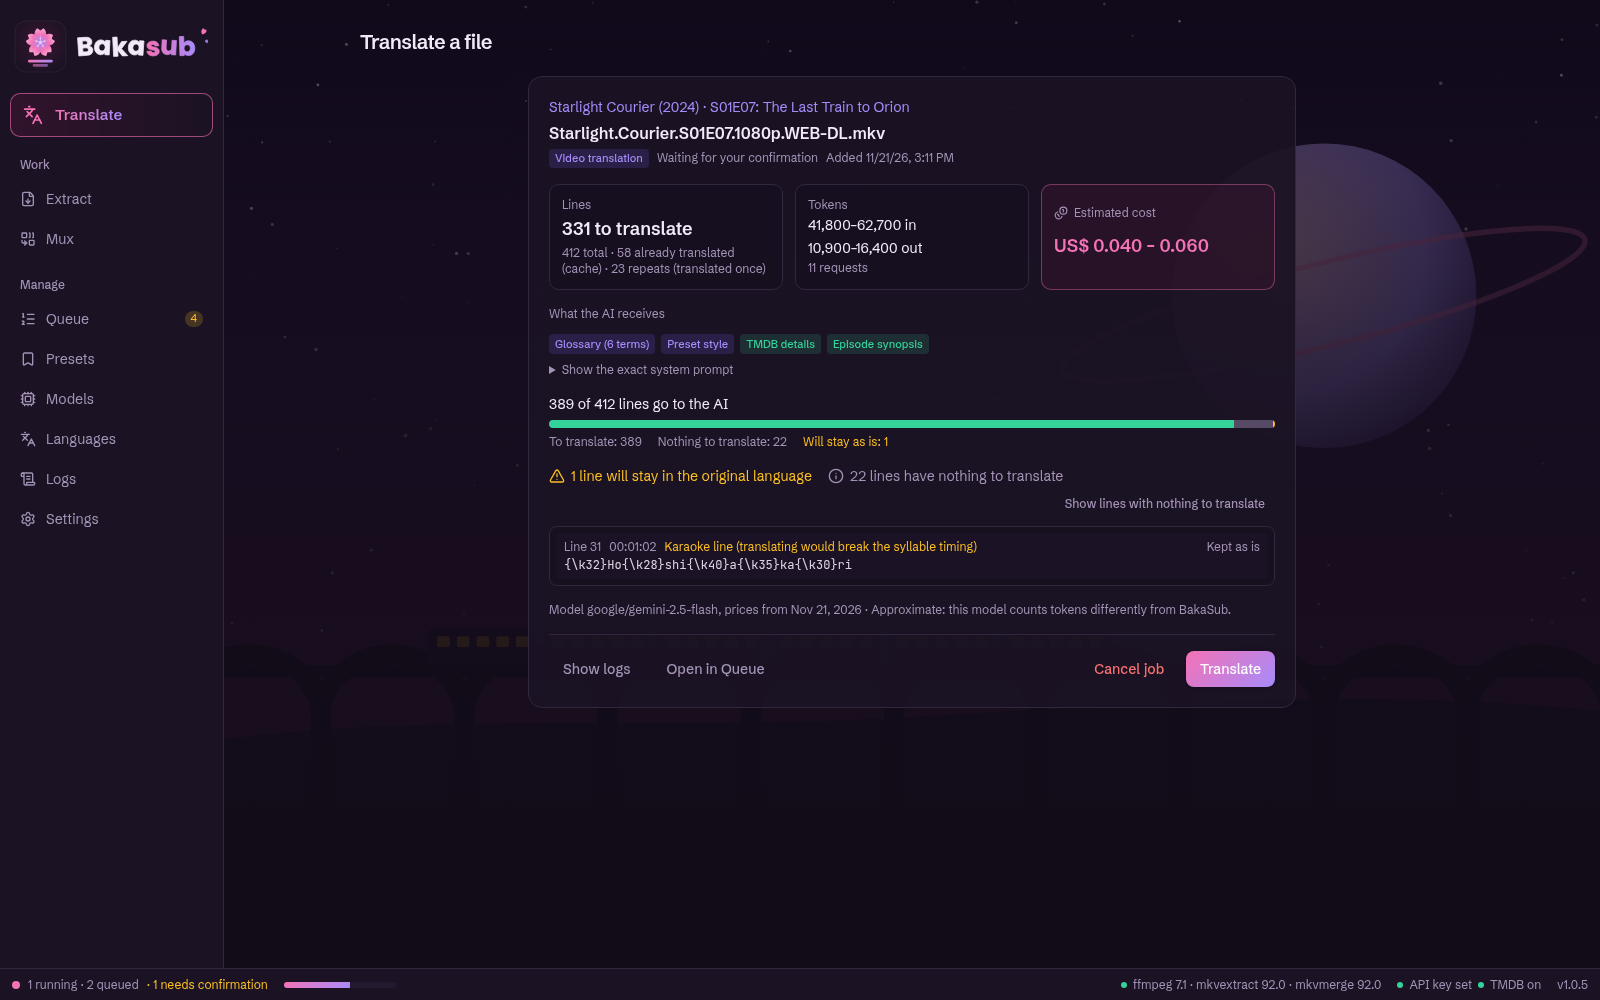 Bakasub
Translate
Work
Extract
Mux
Manage
Queue 4
Presets
Models
Languages
Logs
Settings
Translate a file
Starlight Courier (2024) · S01E07: The Last Train to Orion
Starlight.Courier.S01E07.1080p.WEB-DL.mkv
Video translation Waiting for your confirmation Added 11/21/26, 3:11 PM
Lines
331 to translate
412 total · 58 already translated
(cache) · 23 repeats (translated once)
Tokens
41,800–62,700 in
10,900–16,400 out
11 requests
Estimated cost
US$ 0.040 – 0.060
What the AI receives
Glossary (6 terms) Preset style TMDB details Episode synopsis
Show the exact system prompt
389 of 412 lines go to the AI
To translate: 389 Nothing to translate: 22 Will stay as is: 1
1 line will stay in the original language 22 lines have nothing to translate
Show lines with nothing to translate
Line 31 00:01:02 Karaoke line (translating would break the syllable timing) Kept as is
{\k32}Ho{\k28}shi{\k40}a{\k35}ka{\k30}ri
Model google/gemini-2.5-flash, prices from Nov 21, 2026 · Approximate: this model counts tokens differently from BakaSub.
Show logs Open in Queue Cancel job Translate
1 running · 2 queued · 1 needs confirmation ffmpeg 7.1 · mkvextract 92.0 · mkvmerge 92.0 API key set TMDB on v1.0.5